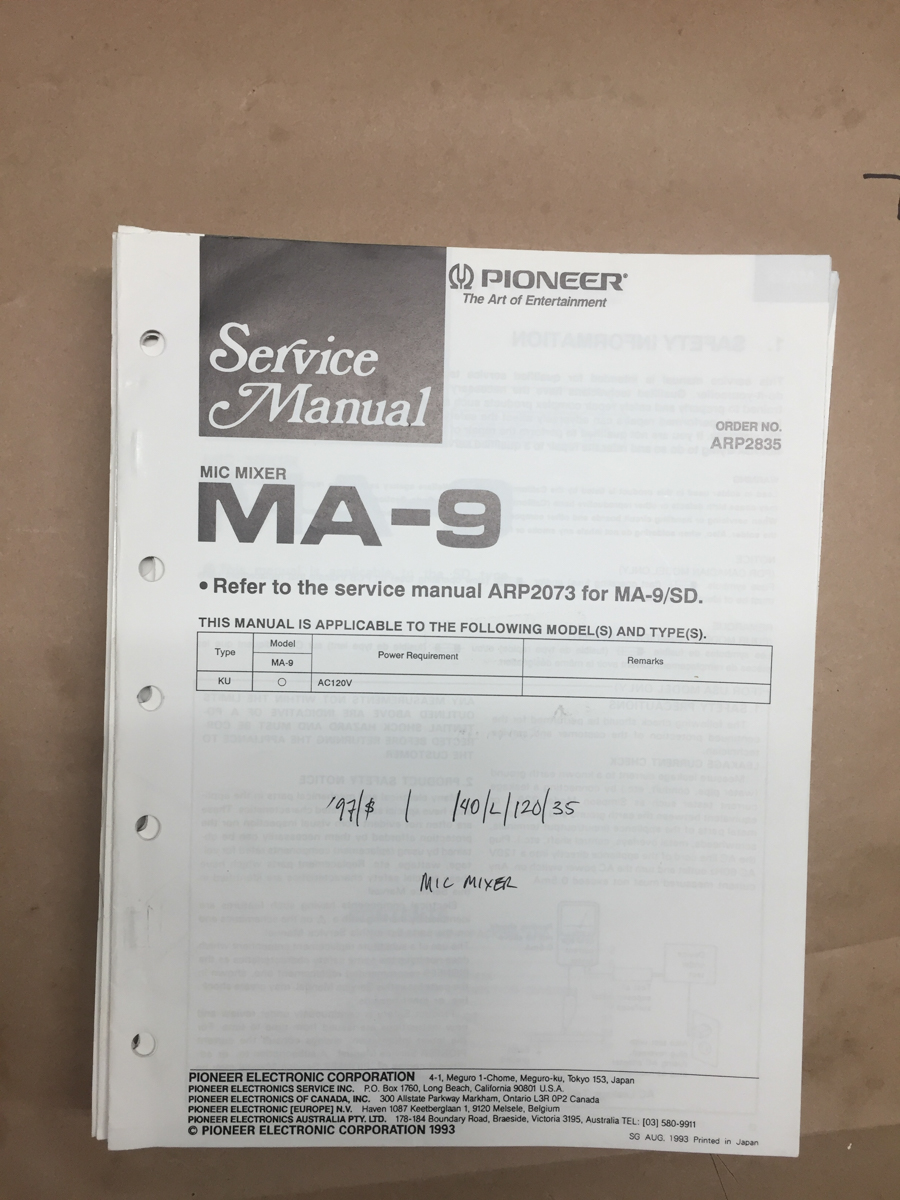 PIONEER®
The Art of Entertainment
Service
Manual
ORDER NO.
ARP2835
MIC MIXER
MA-9
• Refer to the service manual ARP2073 for MA-9/SD.
THIS MANUAL IS APPLICABLE TO THE FOLLOWING MODEL(S) AND TYPE(S).
Type Model Power Requirement Remarks
MA-9
KU ○ AC120V
'97/$ | /40/L/120/35
MIC MIXER
PIONEER ELECTRONIC CORPORATION 4-1, Meguro 1-Chome, Meguro-ku, Tokyo 153, Japan
PIONEER ELECTRONICS SERVICE INC. P.O. Box 1760, Long Beach, California 90801 U.S.A.
PIONEER ELECTRONICS OF CANADA, INC. 300 Allstate Parkway Markham, Ontario L3R 0P2 Canada
PIONEER ELECTRONIC [EUROPE] N.V. Haven 1087 Keetberglaan 1, 9120 Melsele, Belgium
PIONEER ELECTRONICS AUSTRALIA PTY. LTD. 178-184 Boundary Road, Braeside, Victoria 3195, Australia TEL: [03] 580-9911
© PIONEER ELECTRONIC CORPORATION 1993
SG AUG. 1993 Printed in Japan